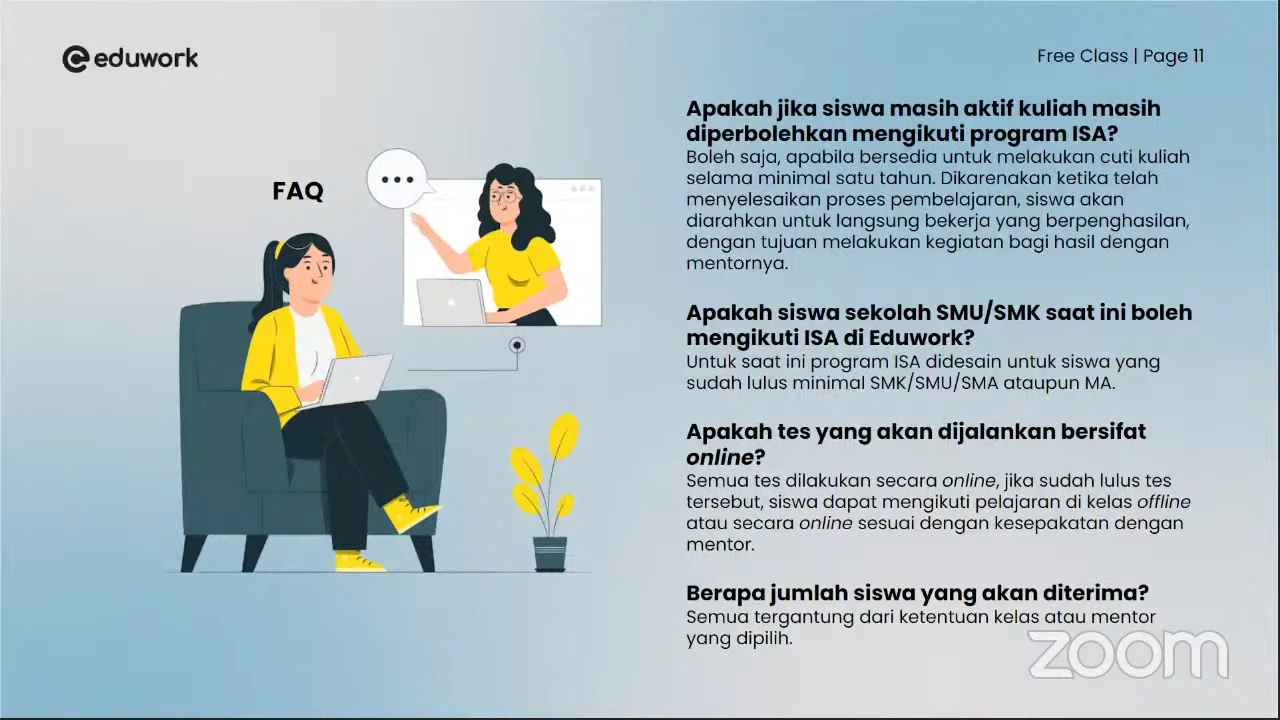 eduwork
Free Class | Page 11
FAQ
Apakah jika siswa masih aktif kuliah masih
diperbolehkan mengikuti program ISA?
Boleh saja, apabila bersedia untuk melakukan cuti kuliah
selama minimal satu tahun. Dikarenakan ketika telah
menyelesaikan proses pembelajaran, siswa akan
diarahkan untuk langsung bekerja yang berpenghasilan,
dengan tujuan melakukan kegiatan bagi hasil dengan
mentornya.
Apakah siswa sekolah SMU/SMK saat ini boleh
mengikuti ISA di Eduwork?
Untuk saat ini program ISA didesain untuk siswa yang
sudah lulus minimal SMK/SMU/SMA ataupun MA.
Apakah tes yang akan dijalankan bersifat
online?
Semua tes dilakukan secara online, jika sudah lulus tes
tersebut, siswa dapat mengikuti pelajaran di kelas offline
atau secara online sesuai dengan kesepakatan dengan
mentor.
Berapa jumlah siswa yang akan diterima?
Semua tergantung dari ketentuan kelas atau mentor
yang dipilih.
zoom